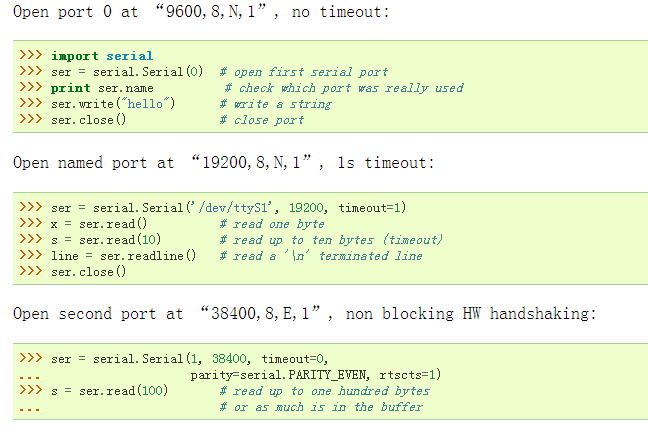 Open port 0 at “9600,8,N,1”, no timeout:
>>> import serial
>>> ser = serial.Serial(0)  # open first serial port
>>> print ser.name          # check which port was really used
>>> ser.write("hello")      # write a string
>>> ser.close()             # close port
Open named port at “19200,8,N,1”, 1s timeout:
>>> ser = serial.Serial('/dev/ttyS1', 19200, timeout=1)
>>> x = ser.read()          # read one byte
>>> s = ser.read(10)        # read up to ten bytes (timeout)
>>> line = ser.readline()   # read a '\n' terminated line
>>> ser.close()
Open second port at “38400,8,E,1”, non blocking HW handshaking:
>>> ser = serial.Serial(1, 38400, timeout=0,
...                     parity=serial.PARITY_EVEN, rtscts=1)
>>> s = ser.read(100)       # read up to one hundred bytes
...                         # or as much is in the buffer